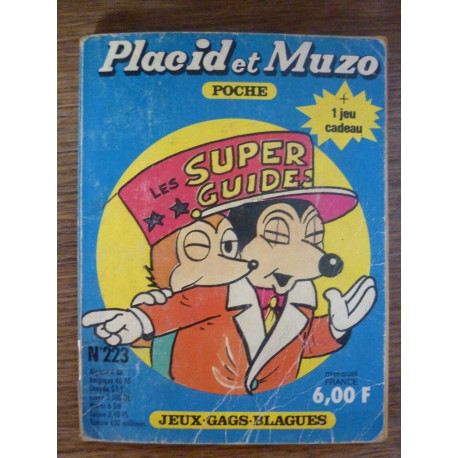 Placid et Muzo
POCHE
+
1 jeu
cadeau
LES SUPER
GUIDES
N°223
mensuel
FRANCE
6,00 F
JEUX•GAGS•BLAGUES